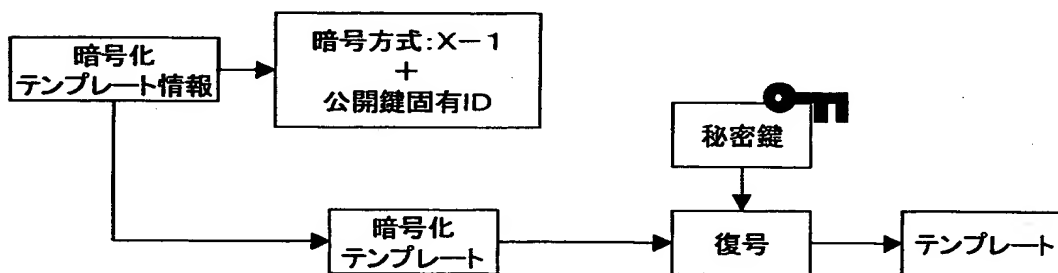 暗号化
テンプレート情報
暗号方式:X－1
+
公開鍵固有ID
秘密鍵
暗号化
テンプレート
復号
テンプレート